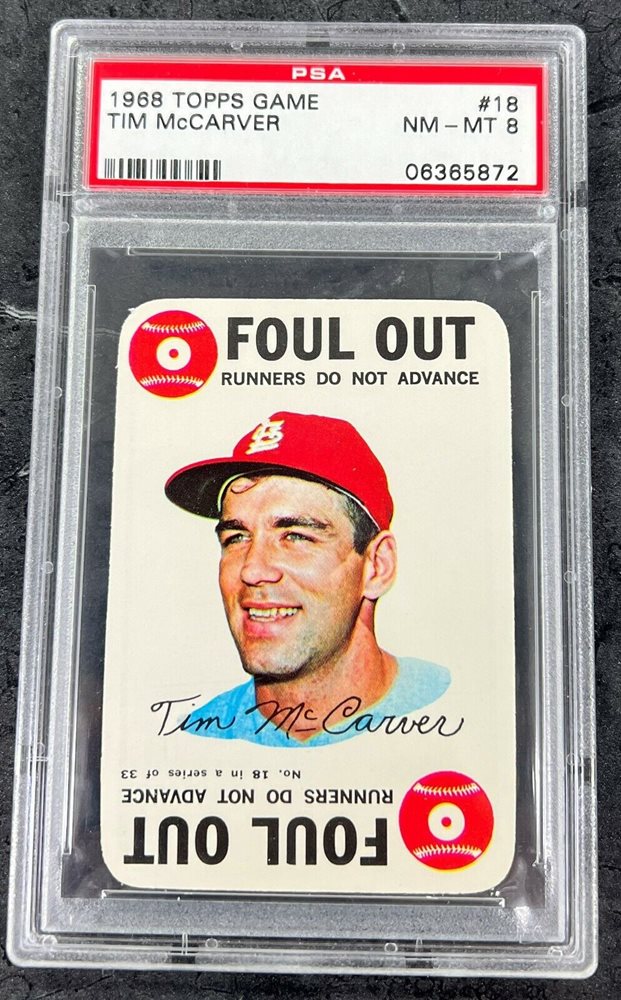 PSA
1968 TOPPS GAME #18
TIM McCARVER NM - MT 8
06365872
FOUL OUT
RUNNERS DO NOT ADVANCE
StL
Tim McCarver
No. 18 in a series of 33
RUNNERS DO NOT ADVANCE
FOUL OUT